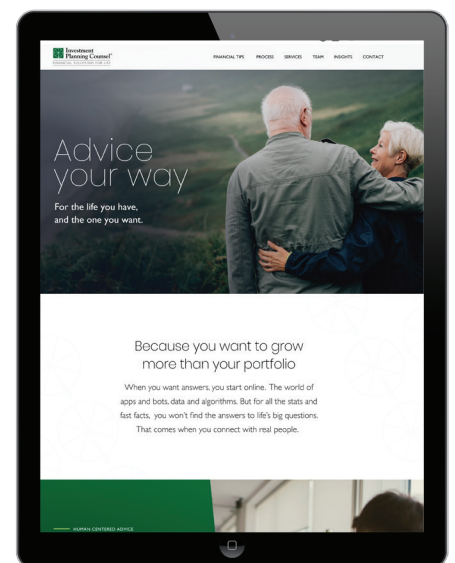 Investment
Planning Counsel®
FINANCIAL SOLUTIONS FOR LIFE
FINANCIAL TIPS PROCESS SERVICES TEAM INSIGHTS CONTACT
Advice
your way
For the life you have,
and the one you want.
Because you want to grow
more than your portfolio
When you want answers, you start online. The world of
apps and bots, data and algorithms. But for all the stats and
fast facts, you won't find the answers to life's big questions.
That comes when you connect with real people.
HUMAN-CENTERED ADVICE